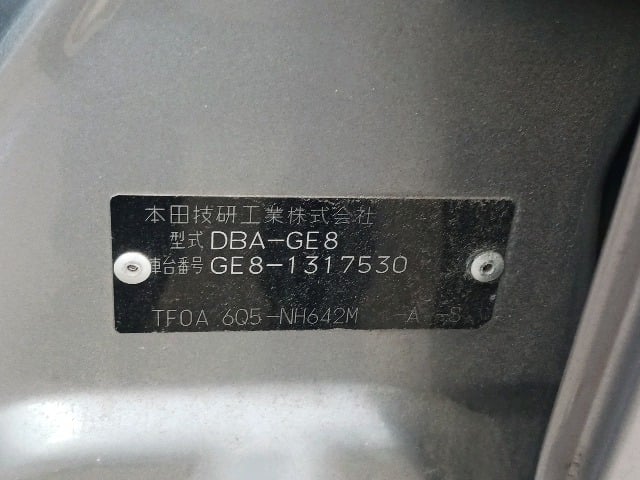 本田技研工業株式会社
型式 DBA-GE8
車台番号 GE8-1317530
TF0A 6Q5-NH642M -A -S